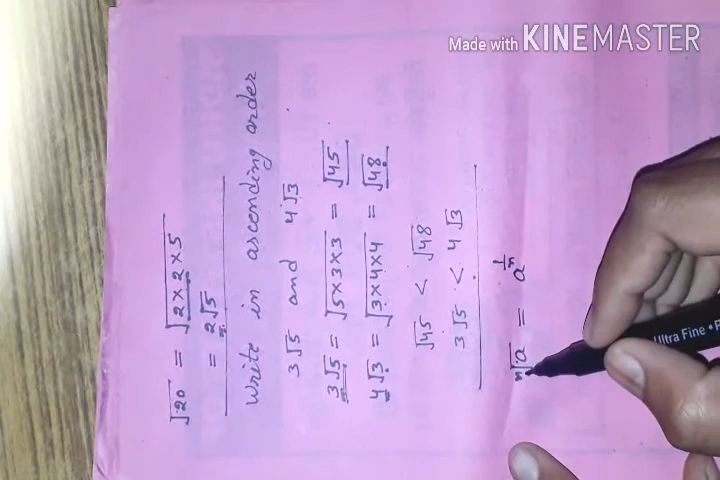 Made with KINEMASTER
√20 = √2×2×5
= 2√5
Write in ascending order
3√5 and 4√3
3√5 = √5×3×3 = √45
4√3 = √3×4×4 = √48
√45 < √48
3√5 < 4√3
ⁿ√a = a^(1/n)
Ultra Fine • P